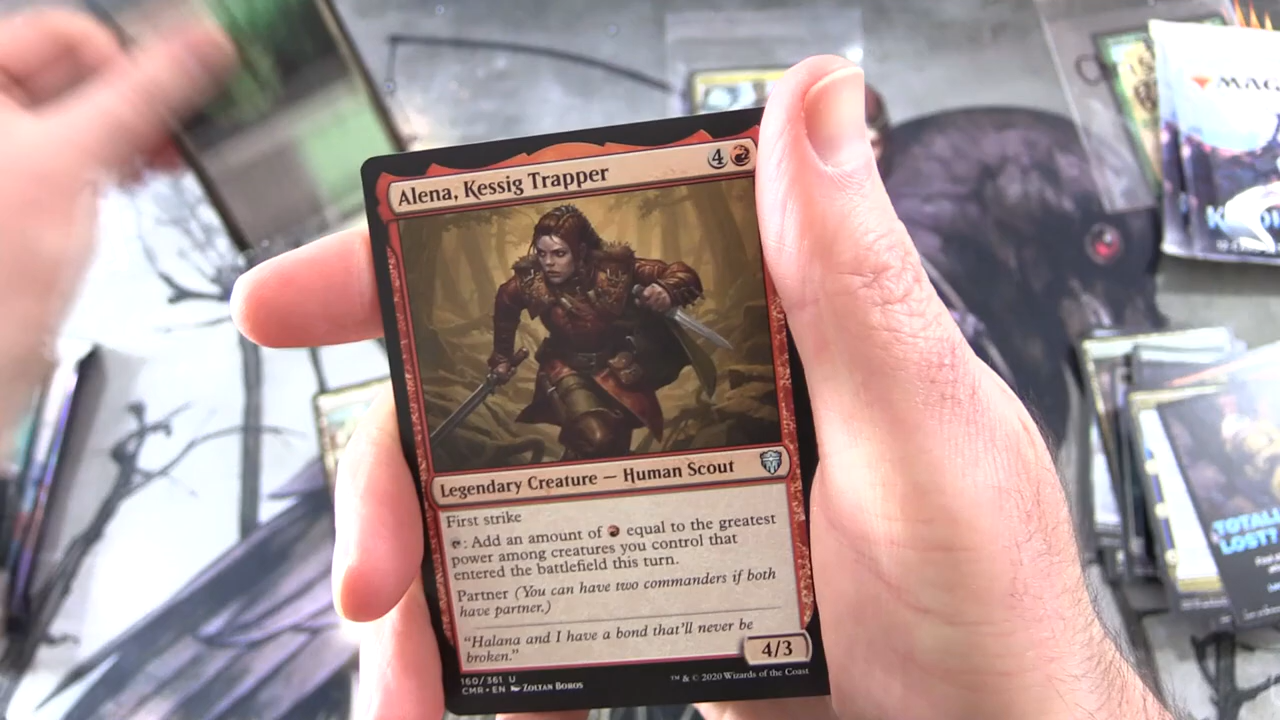 Alena, Kessig Trapper
4
Legendary Creature — Human Scout
First strike
: Add an amount of equal to the greatest
power among creatures you control that
entered the battlefield this turn.
Partner (You can have two commanders if both
have partner.)
"Halana and I have a bond that'll never be
broken."
4/3
160/361 U
CMR • EN Zoltan Boros
™ & © 2020 Wizards of the Coast
MAG
TOTALL
LOST?